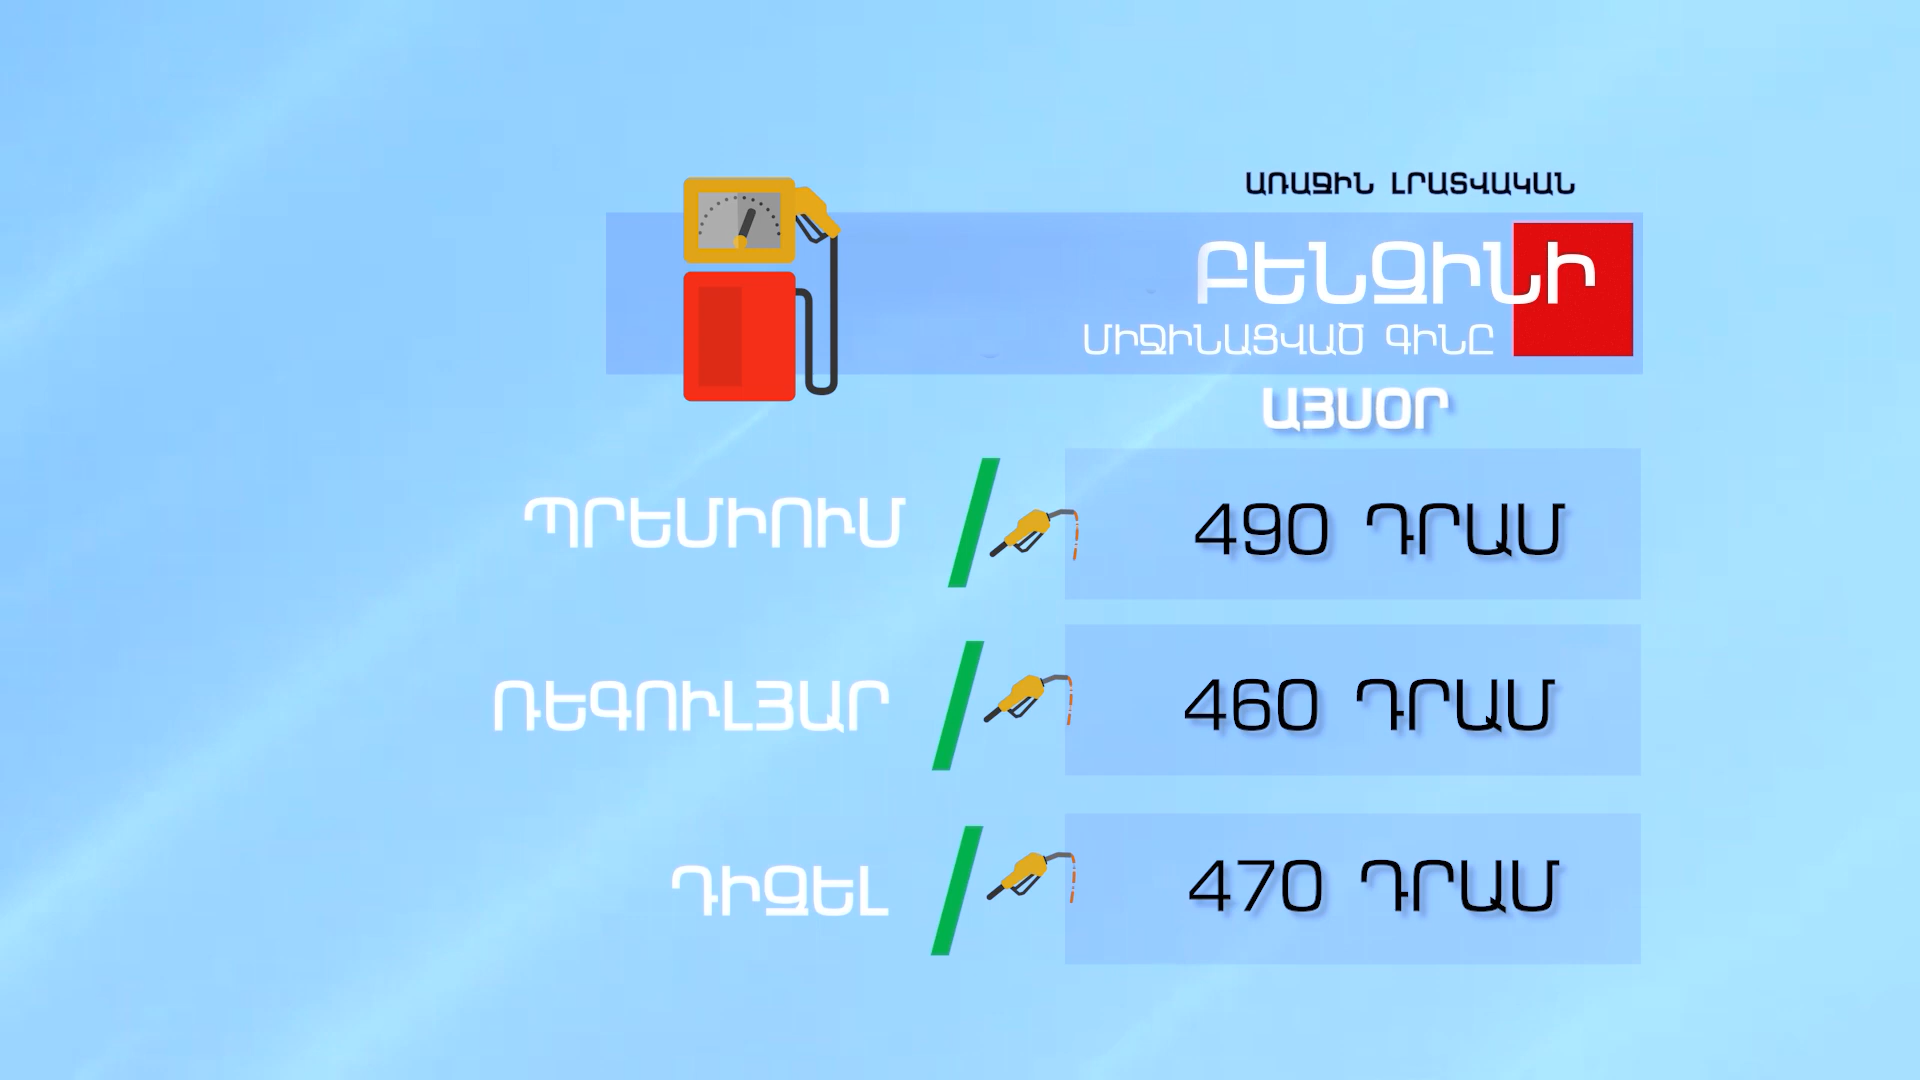 ԱՌԱՋԻՆ ԼՐԱՏՎԱԿԱՆ
ԲԵՆԶԻՆԻ
ՄԻՋԻՆԱՑՎԱԾ ԳԻՆԸ
ԱՅՍՕՐ
ՊՐԵՄԻՈՒՄ 490 ԴՐԱՄ
ՌԵԳՈՒԼՅԱՐ 460 ԴՐԱՄ
ԴԻԶԵԼ 470 ԴՐԱՄ